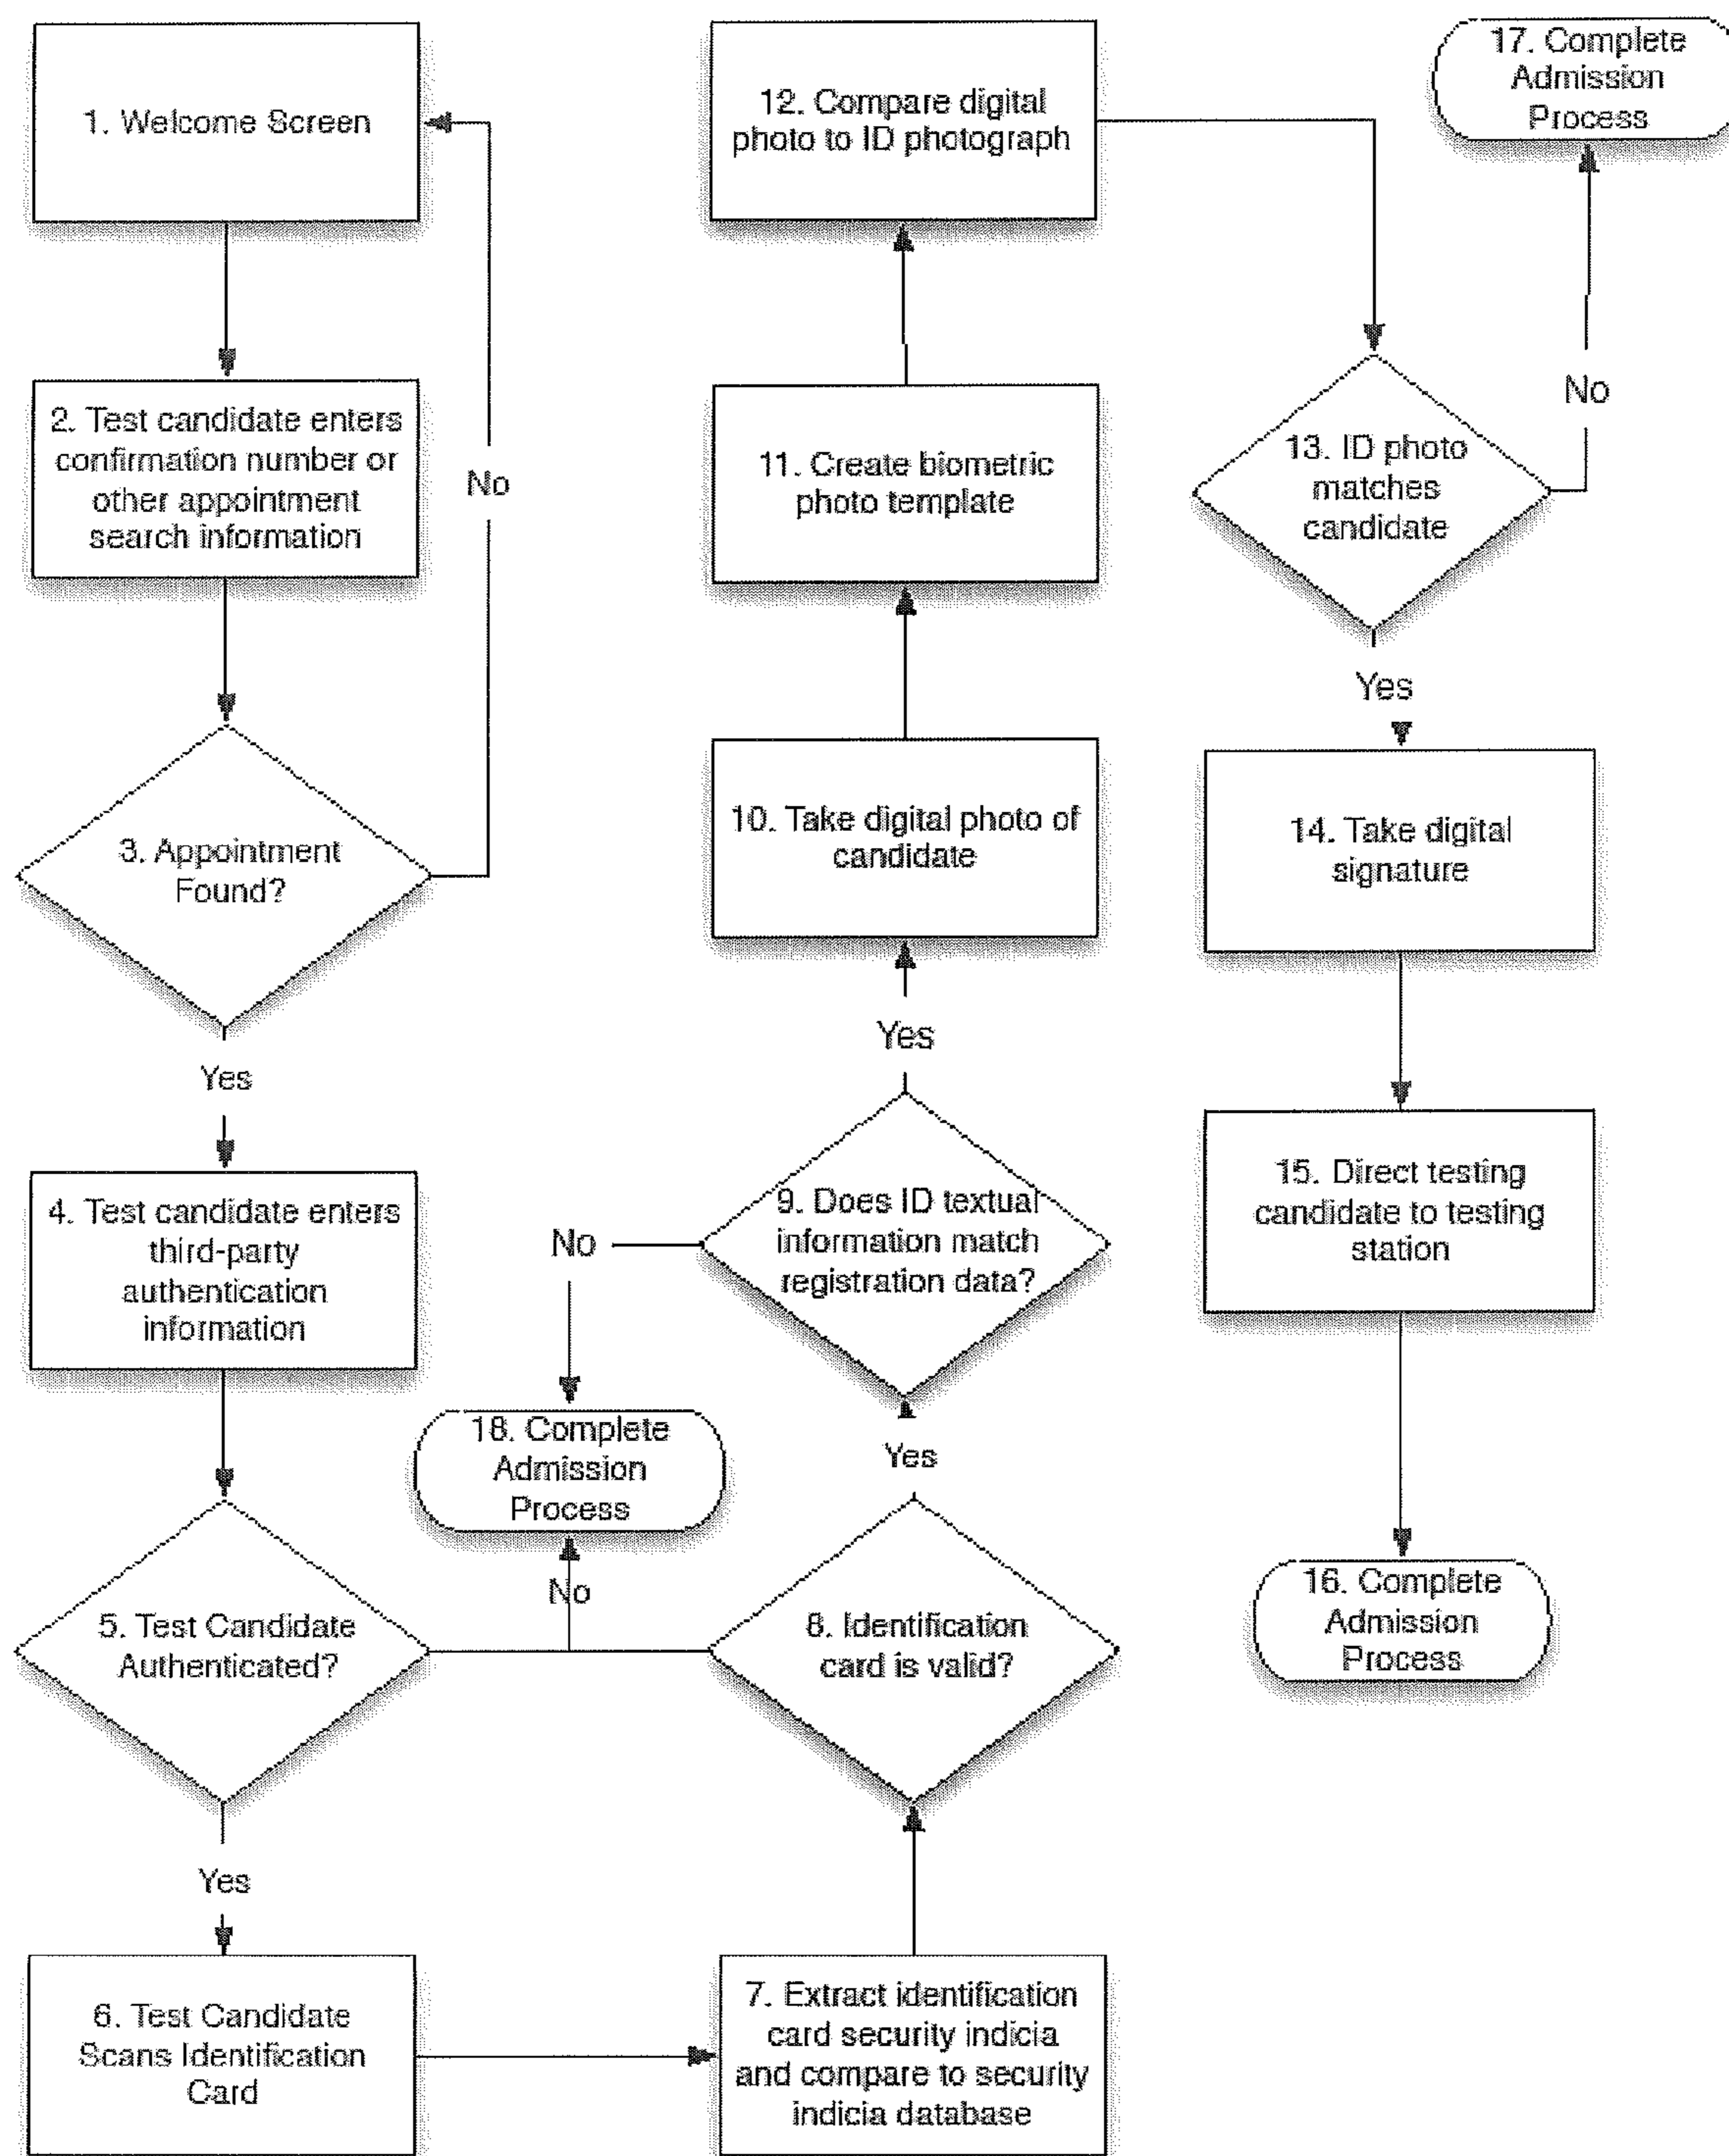 1. Welcome Screen
2. Test candidate enters
confirmation number or
other appointment
search information
No
3. Appointment
Found?
Yes
4. Test candidate enters
third-party
authentication
information
5. Test Candidate
Authenticated?
Yes
6. Test Candidate
Scans Identification
Card
7. Extract identification
card security indicia
and compare to security
indicia database
8. Identification
card is valid?
No
18. Complete
Admission
Process
Yes
9. Does ID textual
information match
registration data?
No
Yes
10. Take digital photo of
candidate
11. Create biometric
photo template
12. Compare digital
photo to ID photograph
13. ID photo
matches
candidate
No
17. Complete
Admission
Process
Yes
14. Take digital
signature
15. Direct testing
candidate to testing
station
16. Complete
Admission
Process